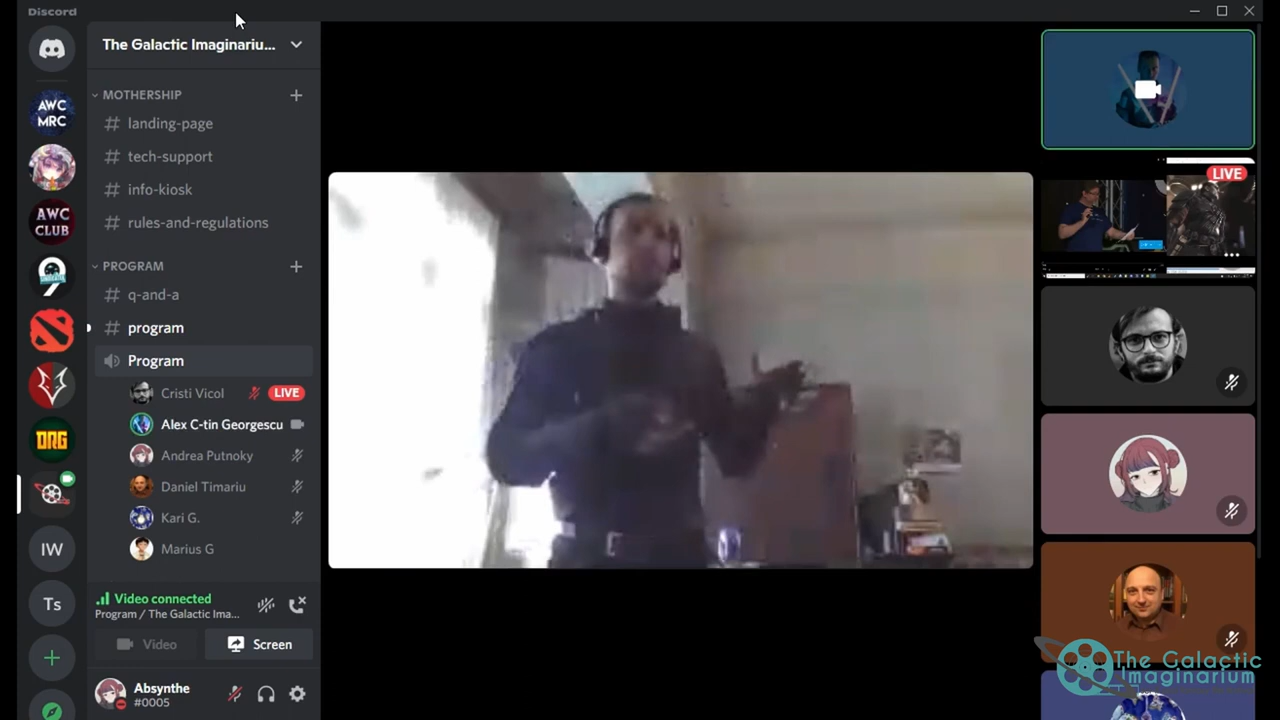 Discord
The Galactic Imaginariu...
MOTHERSHIP
landing-page
tech-support
info-kiosk
rules-and-regulations
PROGRAM
q-and-a
program
Program
Cristi Vicol LIVE
Alex C-tin Georgescu
Andrea Putnoky
Daniel Timariu
Kari G.
Marius G
Video connected
Program / The Galactic Ima...
Video Screen
Absynthe
#0005
AWC
MRC
AWC
CLUB
DRG
IW
Ts
LIVE
The Galactic
Imaginarium